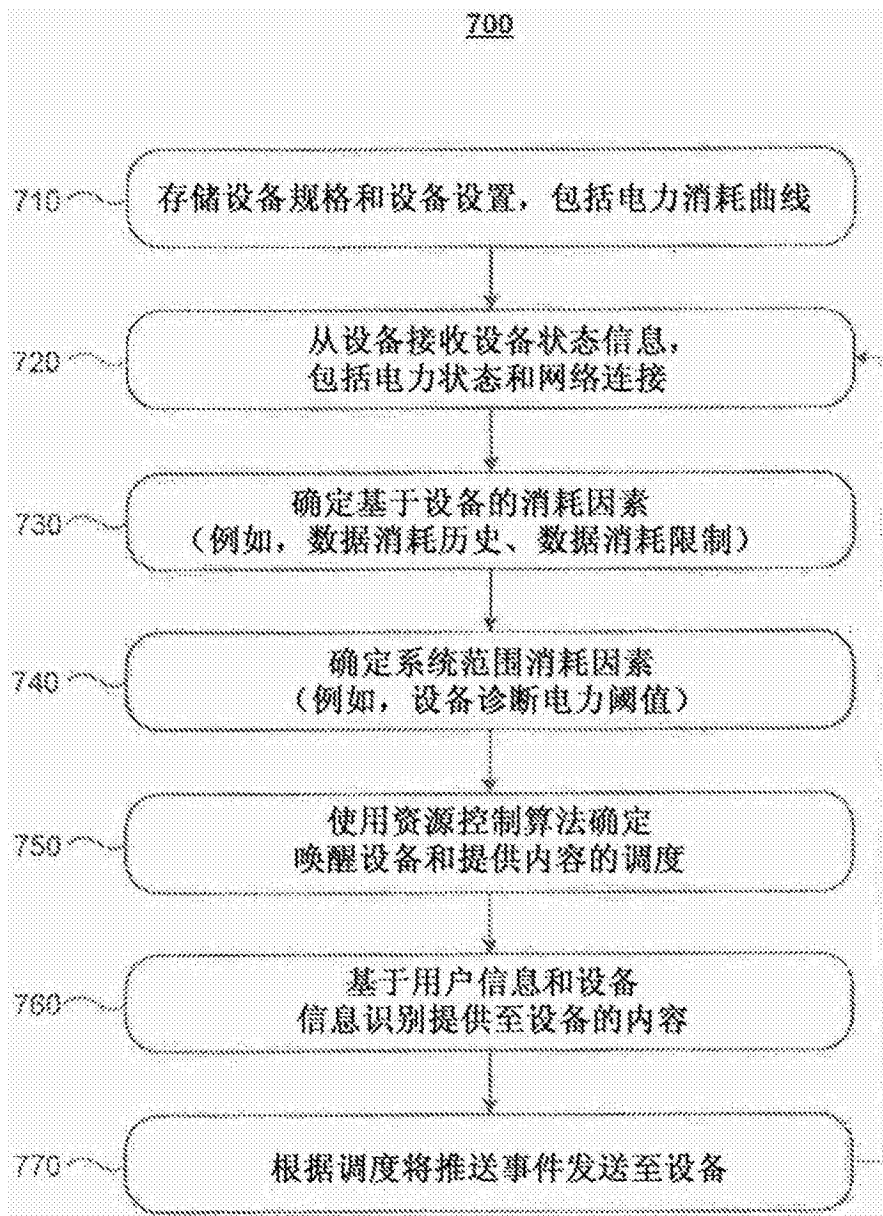 700
710
存储设备规格和设备设置，包括电力消耗曲线
720
从设备接收设备状态信息，
包括电力状态和网络连接
730
确定基于设备的消耗因素
（例如，数据消耗历史、数据消耗限制）
740
确定系统范围消耗因素
（例如，设备诊断电力阈值）
750
使用资源控制算法确定
唤醒设备和提供内容的调度
760
基于用户信息和设备
信息识别提供至设备的内容
770
根据调度将推送事件发送至设备